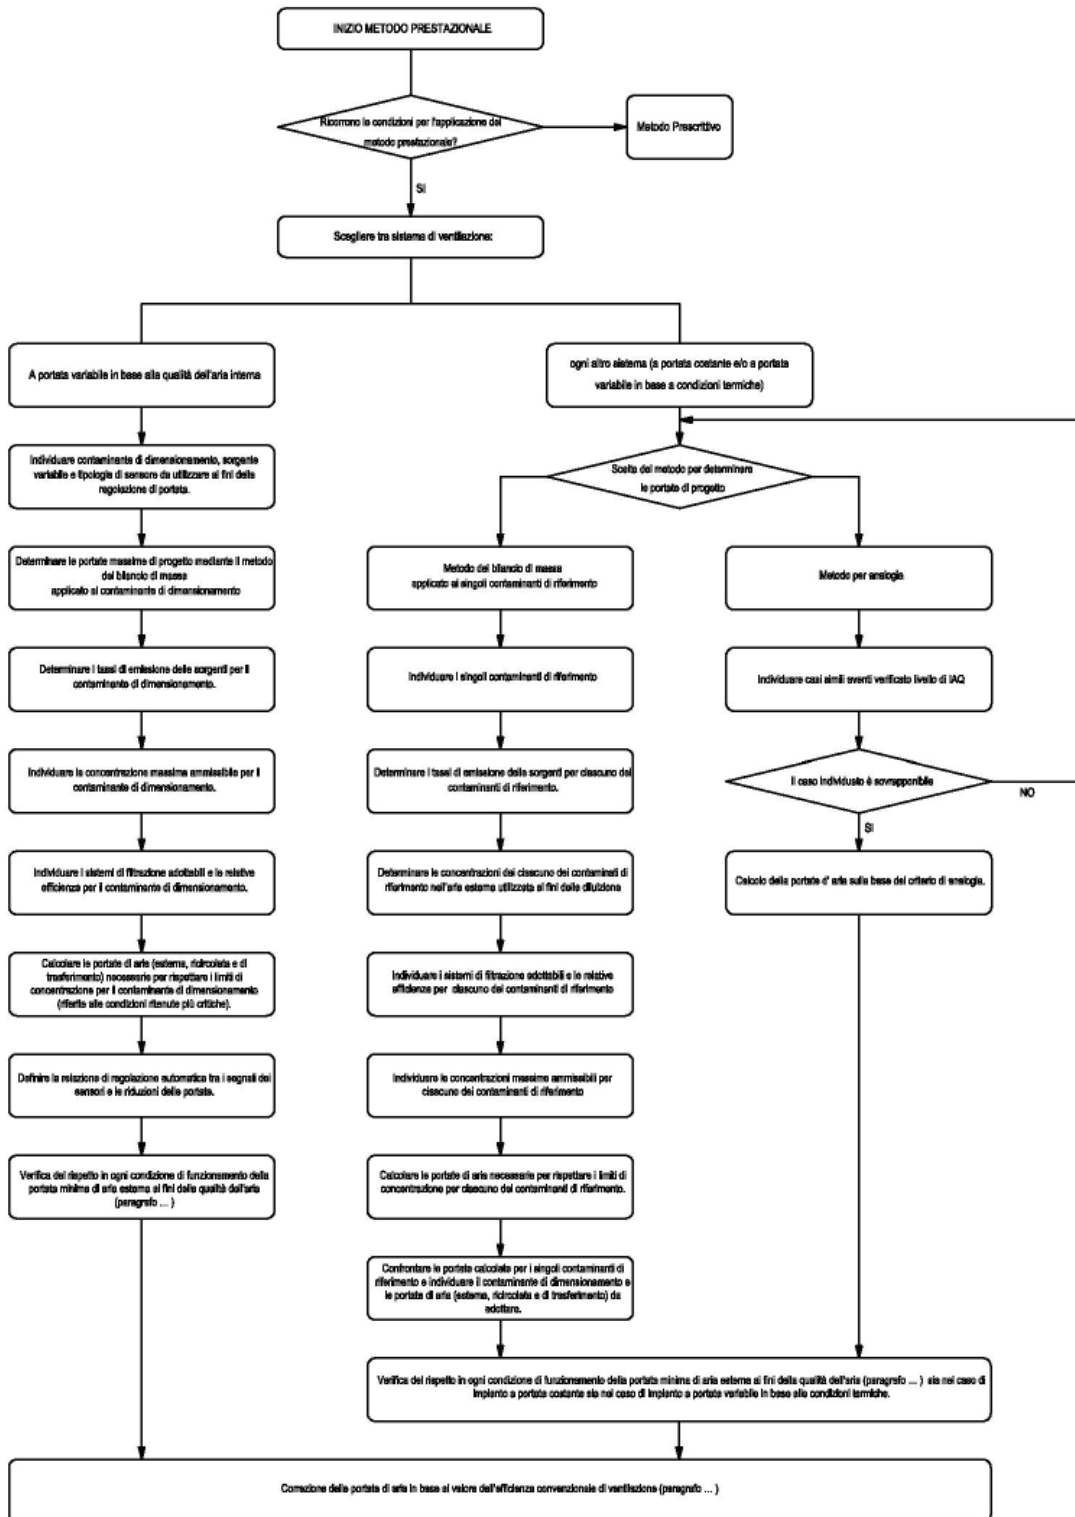 INIZIO METODO PRESTAZIONALE
Ricorrono le condizioni per l'applicazione del
metodo prestazionale?
Metodo Prescrittivo
SI
Scegliere tra sistema di ventilazione:
A portata variabile in base alla qualità dell'aria interna
ogni altro sistema (a portata costante e/o a portata
variabile in base a condizioni termiche)
Individuare contaminante di dimensionamento, sorgente
variabile e tipologia di sensore da utilizzare ai fini della
regolazione di portata.
Scelta del metodo per determinare
le portate di progetto
Determinare le portate massime di progetto mediante il metodo
del bilancio di massa
applicato al contaminante di dimensionamento
Metodo del bilancio di massa
applicato ai singoli contaminanti di riferimento
Metodo per analogia
Determinare i tassi di emissione delle sorgenti per il
contaminante di dimensionamento.
Individuare i singoli contaminanti di riferimento
Individuare casi simili aventi verificato livello di IAQ
Individuare la concentrazione massima ammissibile per il
contaminante di dimensionamento.
Determinare i tassi di emissione delle sorgenti per ciascuno dei
contaminanti di riferimento.
Il caso individuato è sovrapponibile
NO
SI
Individuare i sistemi di filtrazione adottabili e le relative
efficienze per il contaminante di dimensionamento.
Determinare le concentrazioni dei ciascuno dei contaminati di
riferimento nell'aria esterna utilizzata ai fini della diluizione
Calcolo della portate d' aria sulla base del criterio di analogia.
Calcolare le portate di aria (esterna, ricircolata e di
trasferimento) necessarie per rispettare i limiti di
concentrazione per il contaminante di dimensionamento
(riferite alle condizioni ritenute più critiche).
Individuare i sistemi di filtrazione adottabili e le relative
efficienze per ciascuno dei contaminanti di riferimento
Definire la relazione di regolazione automatica tra i segnali dei
sensori e le riduzioni delle portata.
Individuare le concentrazioni massime ammissibili per
ciascuno dei contaminanti di riferimento
Verifica del rispetto in ogni condizione di funzionamento della
portata minima di aria esterna ai fini della qualità dell'aria
(paragrafo ... )
Calcolare le portate di aria necessarie per rispettare i limiti di
concentrazione per ciascuno dei contaminanti di riferimento.
Confrontare le portate calcolate per i singoli contaminanti di
riferimento e individuare il contaminante di dimensionamento e
le portate di aria (esterna, ricircolata e di trasferimento) da
adottare.
Verifica del rispetto in ogni condizione di funzionamento della portata minima di aria esterna ai fini della qualità dell'aria (paragrafo ... ) sia nel caso di
impianto a portata costante sia nel caso di impianto a portata variabile in base alle condizioni termiche.
Correzione delle portate di aria in base al valore dell'efficienza convenzionale di ventilazione (paragrafo ... )